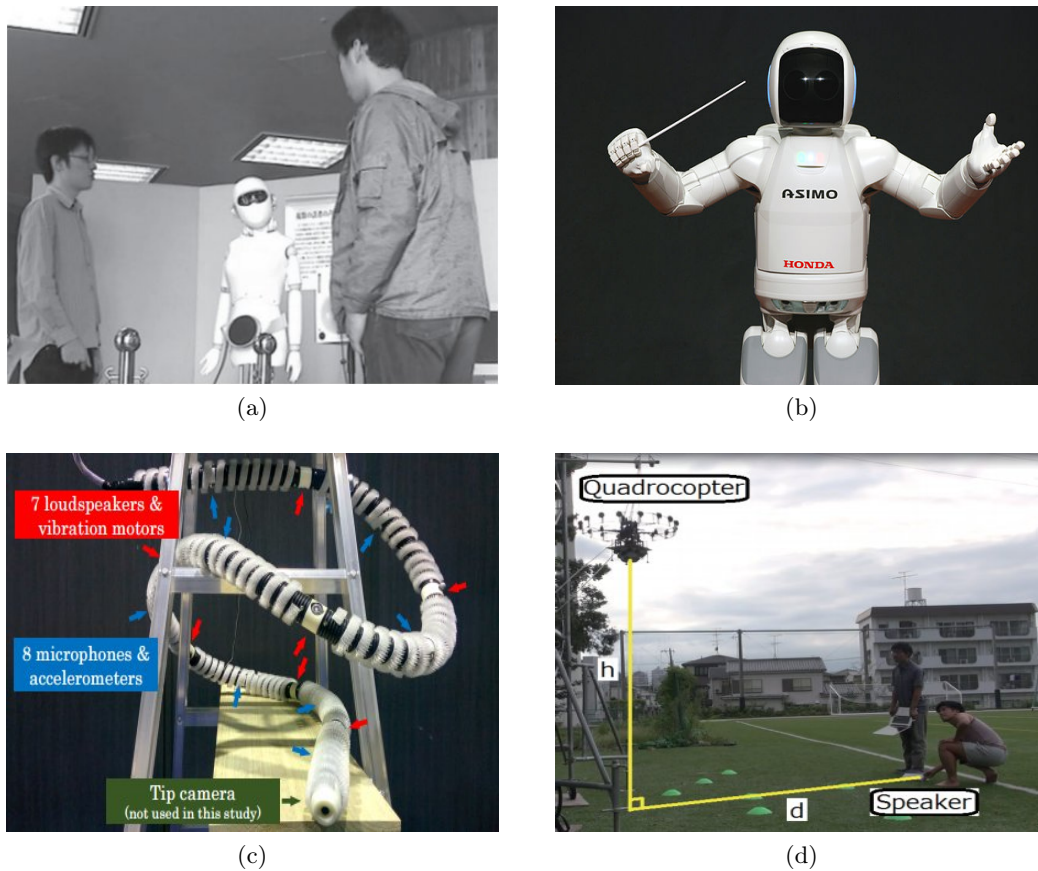 (a)
ASIMO
HONDA
(b)
7 loudspeakers &
vibration motors
8 microphones &
accelerometers
Tip camera
(not used in this study)
(c)
Quadrocopter
h
d
Speaker
(d)